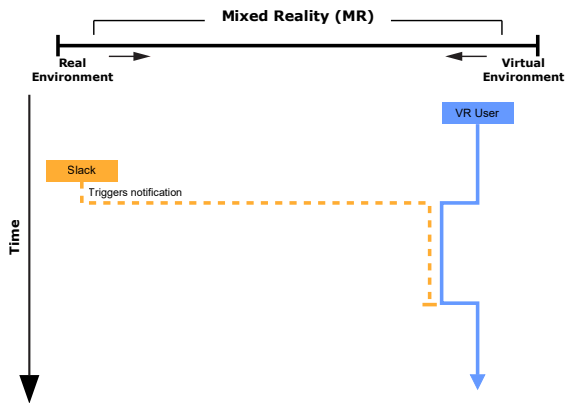 Mixed Reality (MR)
Real
Environment
Virtual
Environment
VR User
Slack
Triggers notification
Time